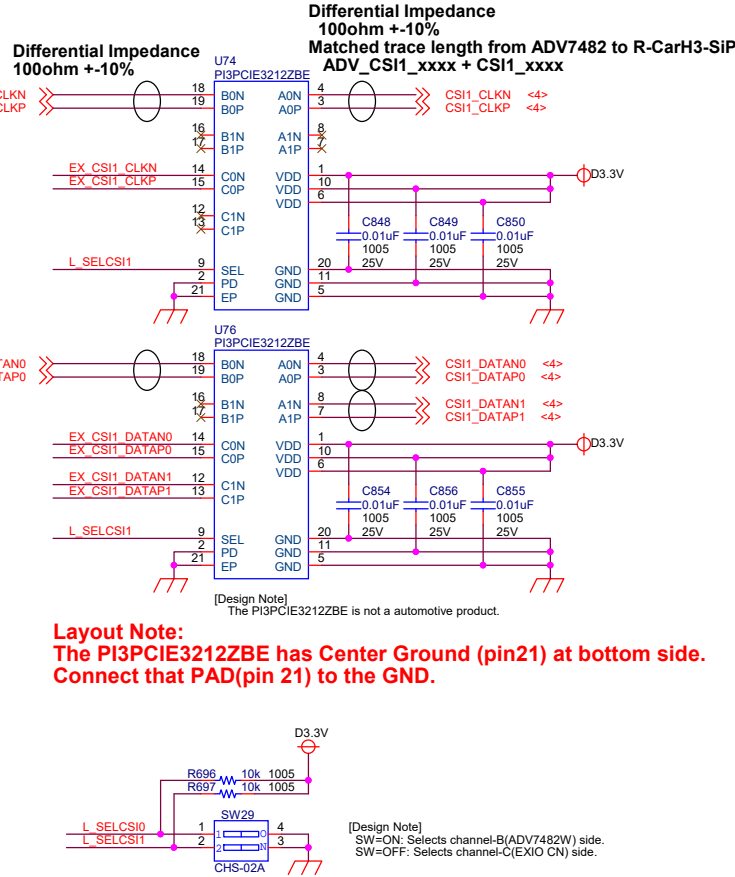 Differential Impedance
100ohm +-10%
Matched trace length from ADV7482 to R-CarH3-SiP
ADV_CSI1_xxxx + CSI1_xxxx
Differential Impedance
100ohm +-10%
U74
PI3PCIE3212ZBE
CLKN 18 B0N A0N 4 CSI1_CLKN <4>
CLKP 19 B0P A0P 3 CSI1_CLKP <4>
16 B1N A1N 8
17 B1P A1P 7
EX_CSI1_CLKN 14 C0N VDD 1 D3.3V
EX_CSI1_CLKP 15 C0P VDD 10
VDD 6
12 C1N
13 C1P
C848 C849 C850
0.01uF 0.01uF 0.01uF
1005 1005 1005
25V 25V 25V
L_SELCSI1 9 SEL GND 20
2 PD GND 11
21 EP GND 5
U76
PI3PCIE3212ZBE
TAN0 18 B0N A0N 4 CSI1_DATAN0 <4>
TAP0 19 B0P A0P 3 CSI1_DATAP0 <4>
16 B1N A1N 8 CSI1_DATAN1 <4>
17 B1P A1P 7 CSI1_DATAP1 <4>
EX_CSI1_DATAN0 14 C0N VDD 1 D3.3V
EX_CSI1_DATAP0 15 C0P VDD 10
VDD 6
EX_CSI1_DATAN1 12 C1N
EX_CSI1_DATAP1 13 C1P
C854 C856 C855
0.01uF 0.01uF 0.01uF
1005 1005 1005
25V 25V 25V
L_SELCSI1 9 SEL GND 20
2 PD GND 11
21 EP GND 5
[Design Note]
The PI3PCIE3212ZBE is not a automotive product.
Layout Note:
The PI3PCIE3212ZBE has Center Ground (pin21) at bottom side.
Connect that PAD(pin 21) to the GND.
D3.3V
R696 10k 1005
R697 10k 1005
SW29
L_SELCSI0 1 1 O 4
L_SELCSI1 2 2 N 3
CHS-02A
[Design Note]
SW=ON: Selects channel-B(ADV7482W) side.
SW=OFF: Selects channel-C(EXIO CN) side.